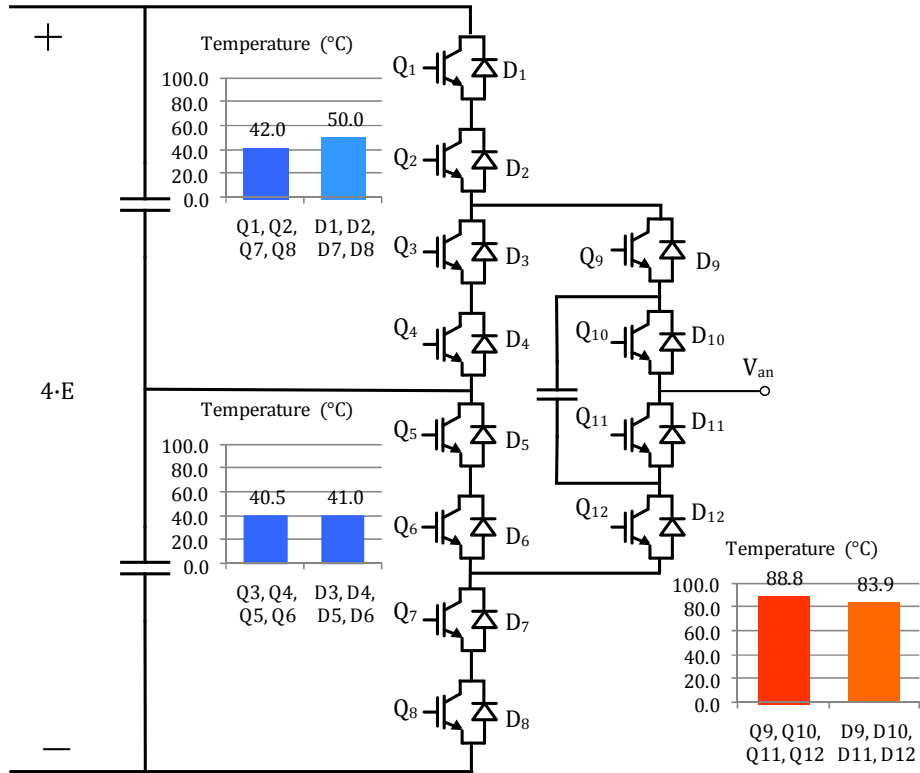 +
Temperature (°C)
100.0
80.0
60.0
40.0
20.0
0.0
42.0
50.0
Q1, Q2,
Q7, Q8
D1, D2,
D7, D8
Q₁
D₁
Q₂
D₂
Q₃
D₃
Q₄
D₄
Q₉
D₉
Q₁₀
D₁₀
4·E
Vₐₙ
Temperature (°C)
100.0
80.0
60.0
40.0
20.0
0.0
40.5
41.0
Q3, Q4,
Q5, Q6
D3, D4,
D5, D6
Q₅
D₅
Q₆
D₆
Q₁₁
D₁₁
Q₁₂
D₁₂
Q₇
D₇
Q₈
D₈
Temperature (°C)
100.0
80.0
60.0
40.0
20.0
0.0
88.8
83.9
Q9, Q10,
Q11, Q12
D9, D10,
D11, D12
—